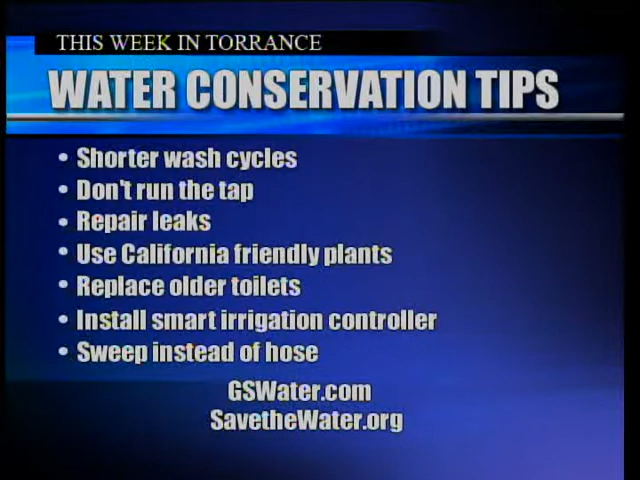 THIS WEEK IN TORRANCE
WATER CONSERVATION TIPS
• Shorter wash cycles
• Don't run the tap
• Repair leaks
• Use California friendly plants
• Replace older toilets
• Install smart irrigation controller
• Sweep instead of hose
GSWater.com
SavetheWater.org